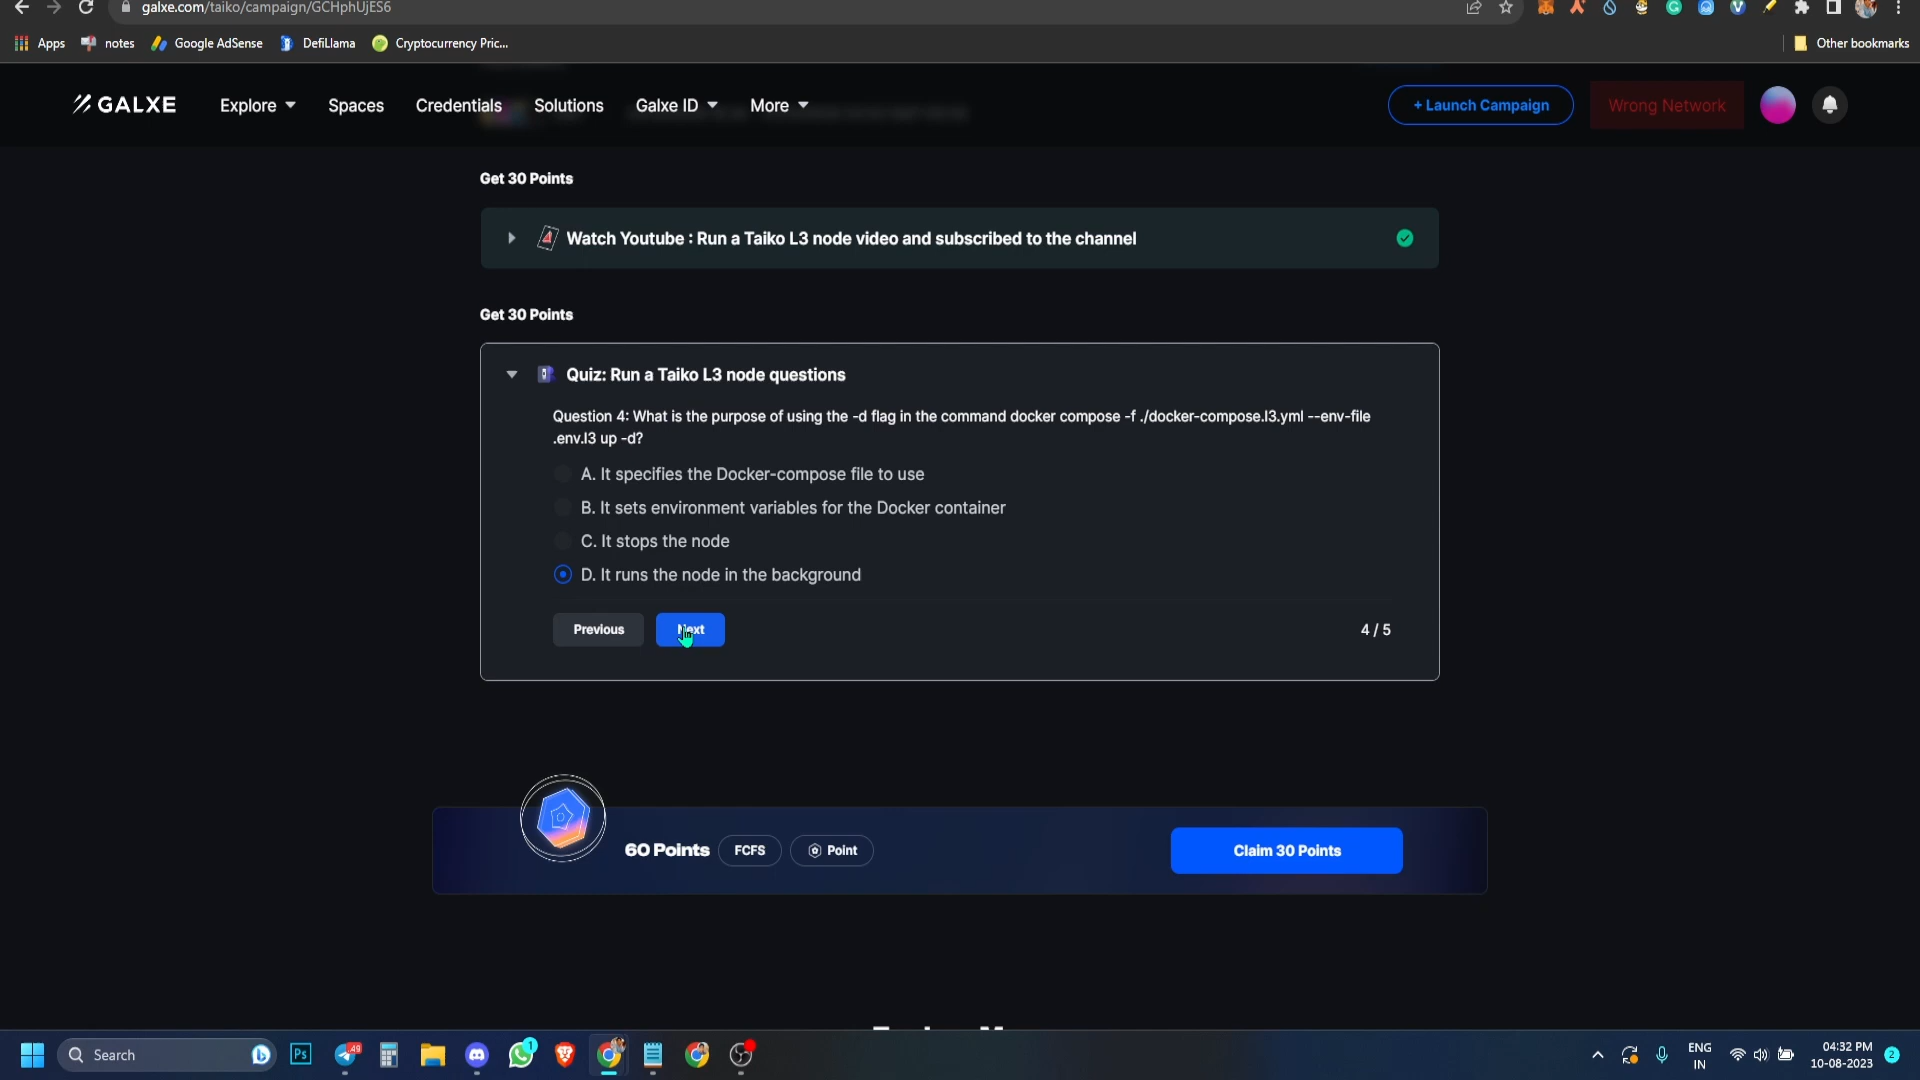 galxe.com/taiko/campaign/GCHphUjES6
Apps
notes
Google AdSense
DefiLlama
Cryptocurrency Pric...
Other bookmarks
GALXE
Explore
Spaces
Credentials
Solutions
Galxe ID
More
+ Launch Campaign
Wrong Network
Get 30 Points
Watch Youtube : Run a Taiko L3 node video and subscribed to the channel
Get 30 Points
Quiz: Run a Taiko L3 node questions
Question 4: What is the purpose of using the -d flag in the command docker compose -f ./docker-compose.l3.yml --env-file
.env.l3 up -d?
A. It specifies the Docker-compose file to use
B. It sets environment variables for the Docker container
C. It stops the node
D. It runs the node in the background
Previous
Next
4 / 5
60 Points
FCFS
Point
Claim 30 Points
Search
Ps
49
1
ENG
IN
04:32 PM
10-08-2023
2